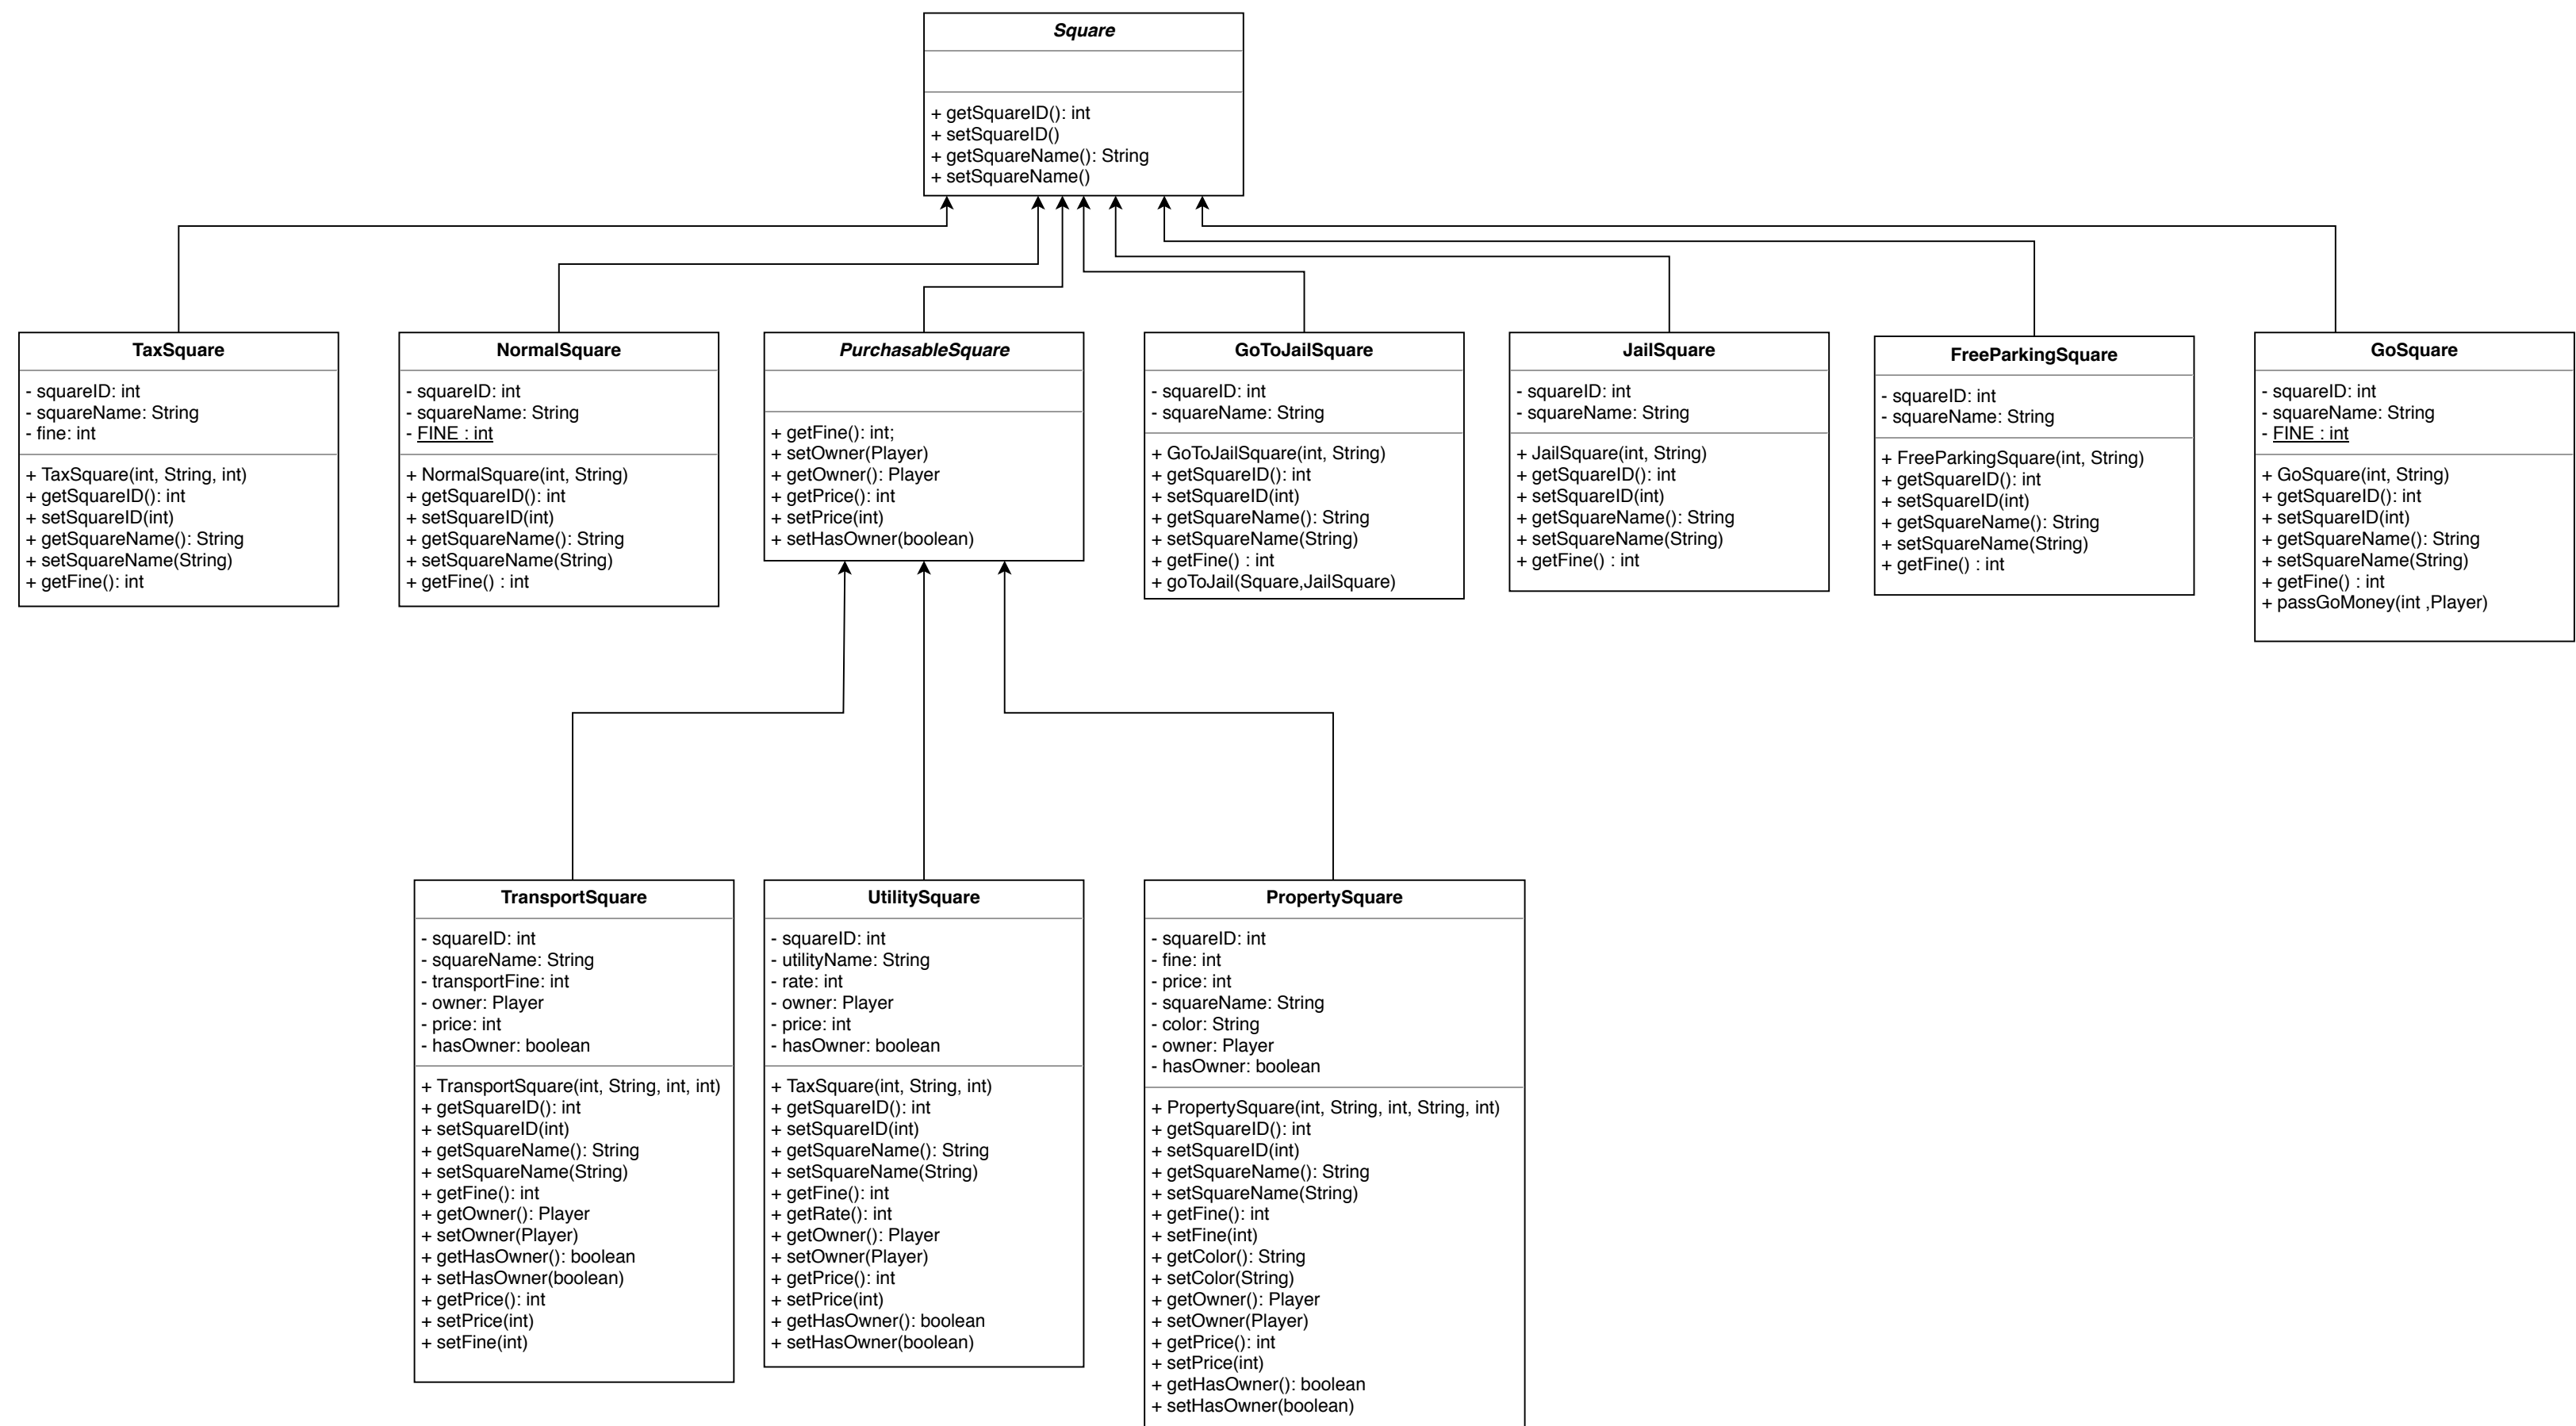 Square
+ getSquareID(): int
+ setSquareID()
+ getSquareName(): String
+ setSquareName()
TaxSquare
- squareID: int
- squareName: String
- fine: int
+ TaxSquare(int, String, int)
+ getSquareID(): int
+ setSquareID(int)
+ getSquareName(): String
+ setSquareName(String)
+ getFine(): int
NormalSquare
- squareID: int
- squareName: String
- FINE : int
+ NormalSquare(int, String)
+ getSquareID(): int
+ setSquareID(int)
+ getSquareName(): String
+ setSquareName(String)
+ getFine() : int
PurchasableSquare
+ getFine(): int;
+ setOwner(Player)
+ getOwner(): Player
+ getPrice(): int
+ setPrice(int)
+ setHasOwner(boolean)
GoToJailSquare
- squareID: int
- squareName: String
+ GoToJailSquare(int, String)
+ getSquareID(): int
+ setSquareID(int)
+ getSquareName(): String
+ setSquareName(String)
+ getFine() : int
+ goToJail(Square,JailSquare)
JailSquare
- squareID: int
- squareName: String
+ JailSquare(int, String)
+ getSquareID(): int
+ setSquareID(int)
+ getSquareName(): String
+ setSquareName(String)
+ getFine() : int
FreeParkingSquare
- squareID: int
- squareName: String
+ FreeParkingSquare(int, String)
+ getSquareID(): int
+ setSquareID(int)
+ getSquareName(): String
+ setSquareName(String)
+ getFine() : int
GoSquare
- squareID: int
- squareName: String
- FINE : int
+ GoSquare(int, String)
+ getSquareID(): int
+ setSquareID(int)
+ getSquareName(): String
+ setSquareName(String)
+ getFine() : int
+ passGoMoney(int ,Player)
TransportSquare
- squareID: int
- squareName: String
- transportFine: int
- owner: Player
- price: int
- hasOwner: boolean
+ TransportSquare(int, String, int, int)
+ getSquareID(): int
+ setSquareID(int)
+ getSquareName(): String
+ setSquareName(String)
+ getFine(): int
+ getOwner(): Player
+ setOwner(Player)
+ getHasOwner(): boolean
+ setHasOwner(boolean)
+ getPrice(): int
+ setPrice(int)
+ setFine(int)
UtilitySquare
- squareID: int
- utilityName: String
- rate: int
- owner: Player
- price: int
- hasOwner: boolean
+ TaxSquare(int, String, int)
+ getSquareID(): int
+ setSquareID(int)
+ getSquareName(): String
+ setSquareName(String)
+ getFine(): int
+ getRate(): int
+ getOwner(): Player
+ setOwner(Player)
+ getPrice(): int
+ setPrice(int)
+ getHasOwner(): boolean
+ setHasOwner(boolean)
PropertySquare
- squareID: int
- fine: int
- price: int
- squareName: String
- color: String
- owner: Player
- hasOwner: boolean
+ PropertySquare(int, String, int, String, int)
+ getSquareID(): int
+ setSquareID(int)
+ getSquareName(): String
+ setSquareName(String)
+ getFine(): int
+ setFine(int)
+ getColor(): String
+ setColor(String)
+ getOwner(): Player
+ setOwner(Player)
+ getPrice(): int
+ setPrice(int)
+ getHasOwner(): boolean
+ setHasOwner(boolean)